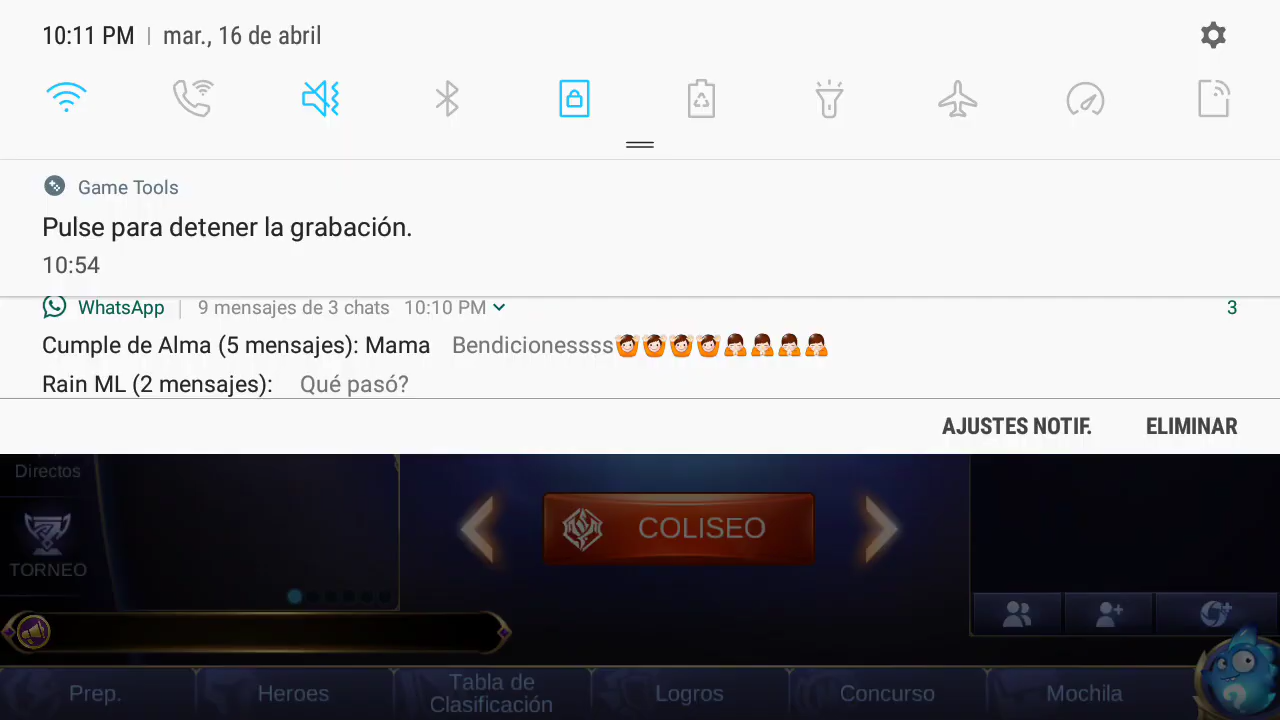 10:11 PM | mar., 16 de abril
Game Tools
Pulse para detener la grabación.
10:54
WhatsApp | 9 mensajes de 3 chats 10:10 PM 3
Cumple de Alma (5 mensajes): Mama Bendicionessss🙆🙆🙆🙆🙇🙇🙇🙇
Rain ML (2 mensajes): Qué pasó?
AJUSTES NOTIF. ELIMINAR
Directos
COLISEO
TORNEO
Prep.
Heroes
Tabla de
Clasificación
Logros
Concurso
Mochila